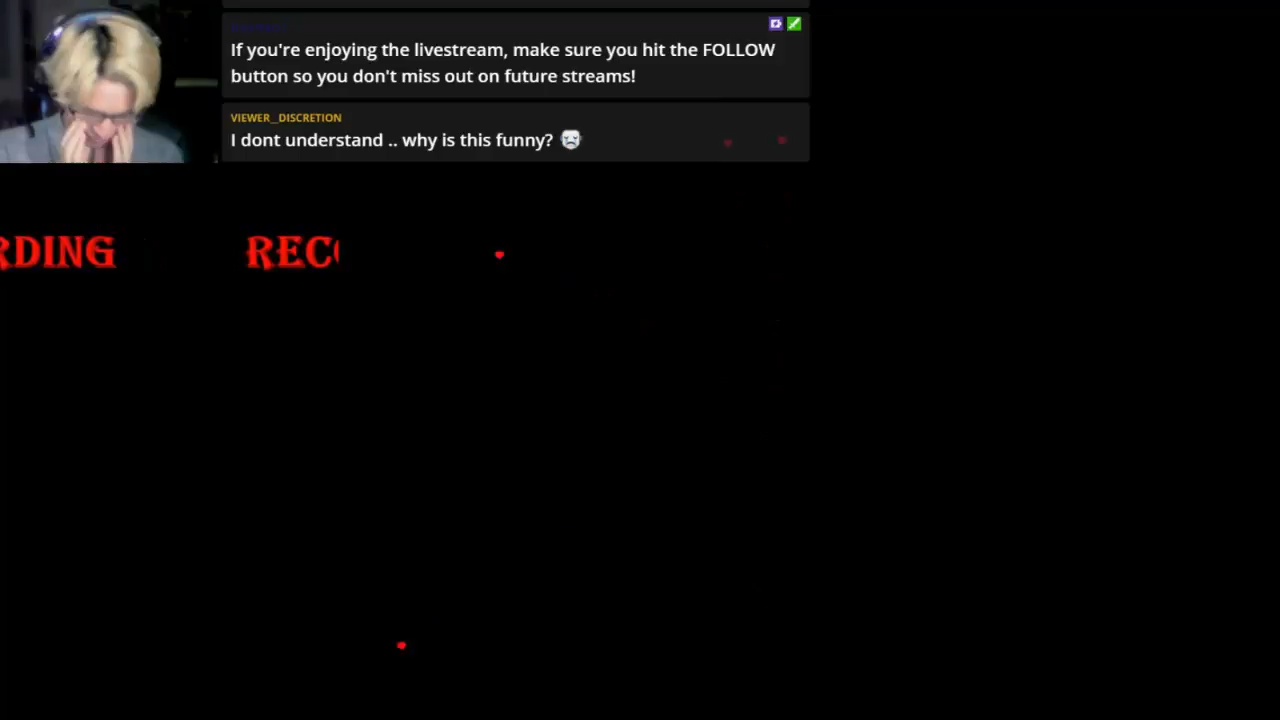 If you're enjoying the livestream, make sure you hit the FOLLOW
button so you don't miss out on future streams!
VIEWER_DISCRETION
I dont understand .. why is this funny?
RDING REC